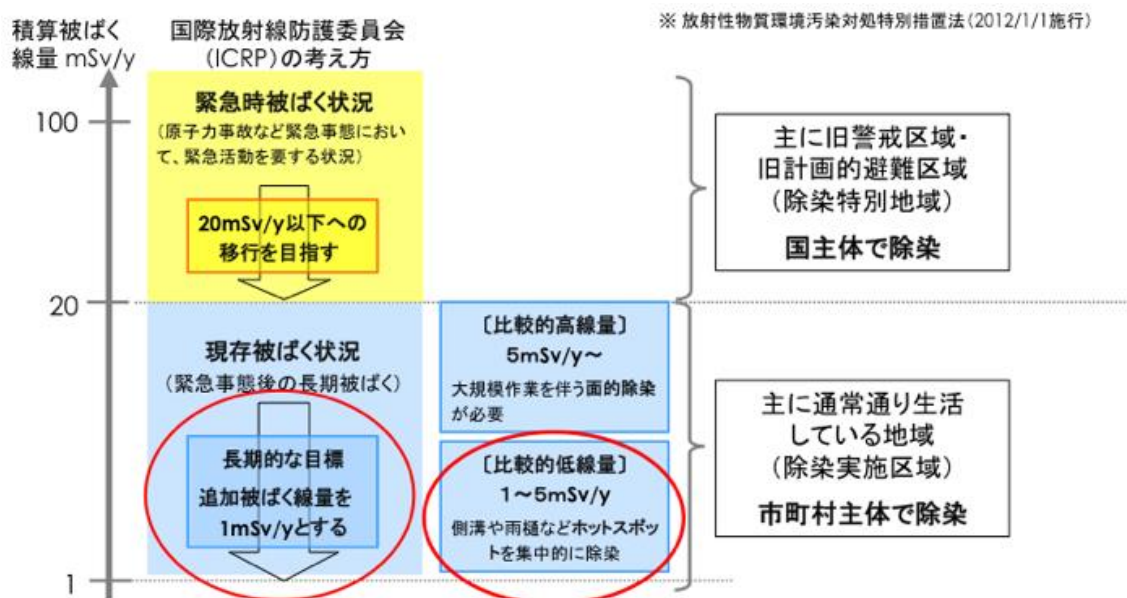 ※ 放射性物質環境汚染対処特別措置法(2012/1/1施行)
積算被ばく
線量 mSv/y
国際放射線防護委員会
(ICRP)の考え方
100
20
1
緊急時被ばく状況
(原子力事故など緊急事態におい
て、緊急活動を要する状況)
20mSv/y以下への
移行を目指す
現存被ばく状況
(緊急事態後の長期被ばく)
長期的な目標
追加被ばく線量を
1mSv/yとする
〔比較的高線量〕
5mSv/y～
大規模作業を伴う面的除染
が必要
〔比較的低線量〕
1～5mSv/y
側溝や雨樋などホットスポッ
トを集中的に除染
主に旧警戒区域・
旧計画的避難区域
(除染特別地域)
国主体で除染
主に通常通り生活
している地域
(除染実施区域)
市町村主体で除染